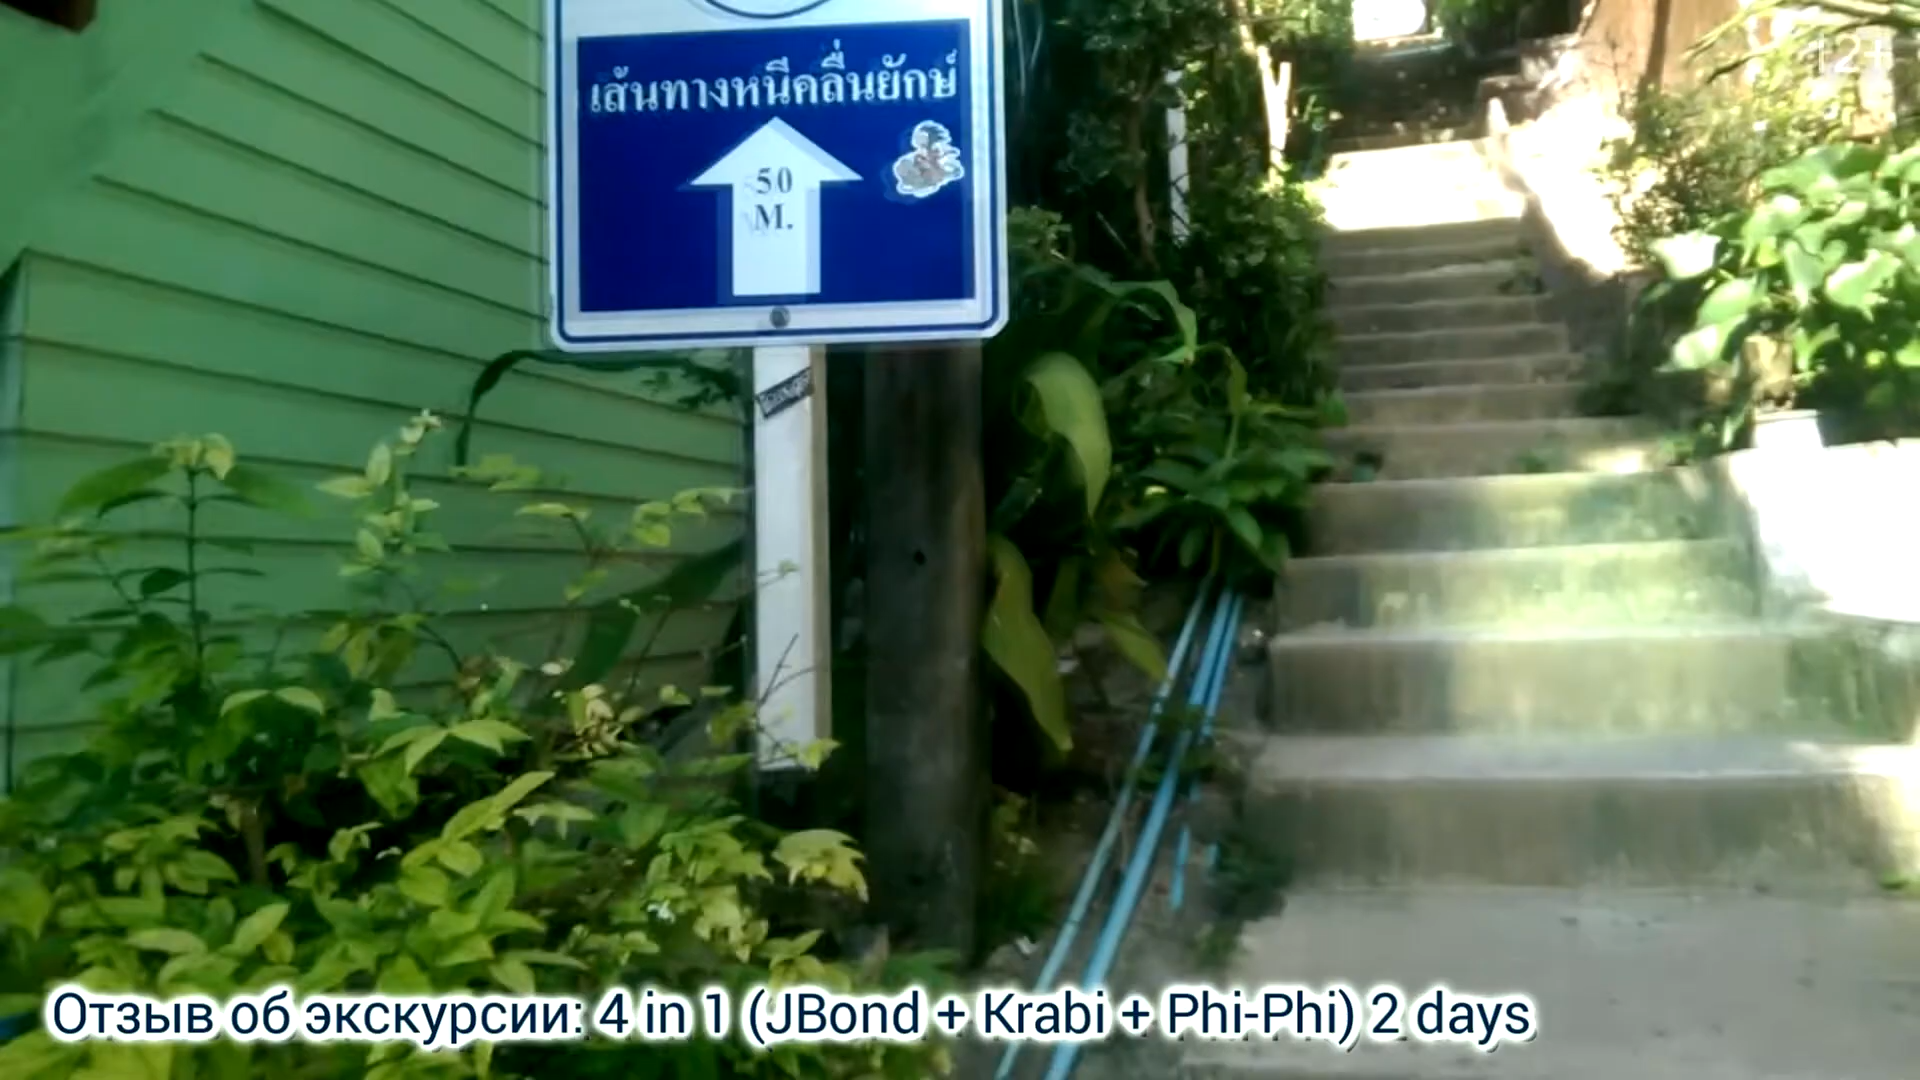 12+
เส้นทางหนีคลื่นยักษ์
50
M.
Отзыв об экскурсии: 4 in 1 (JBond + Krabi + Phi-Phi) 2 days